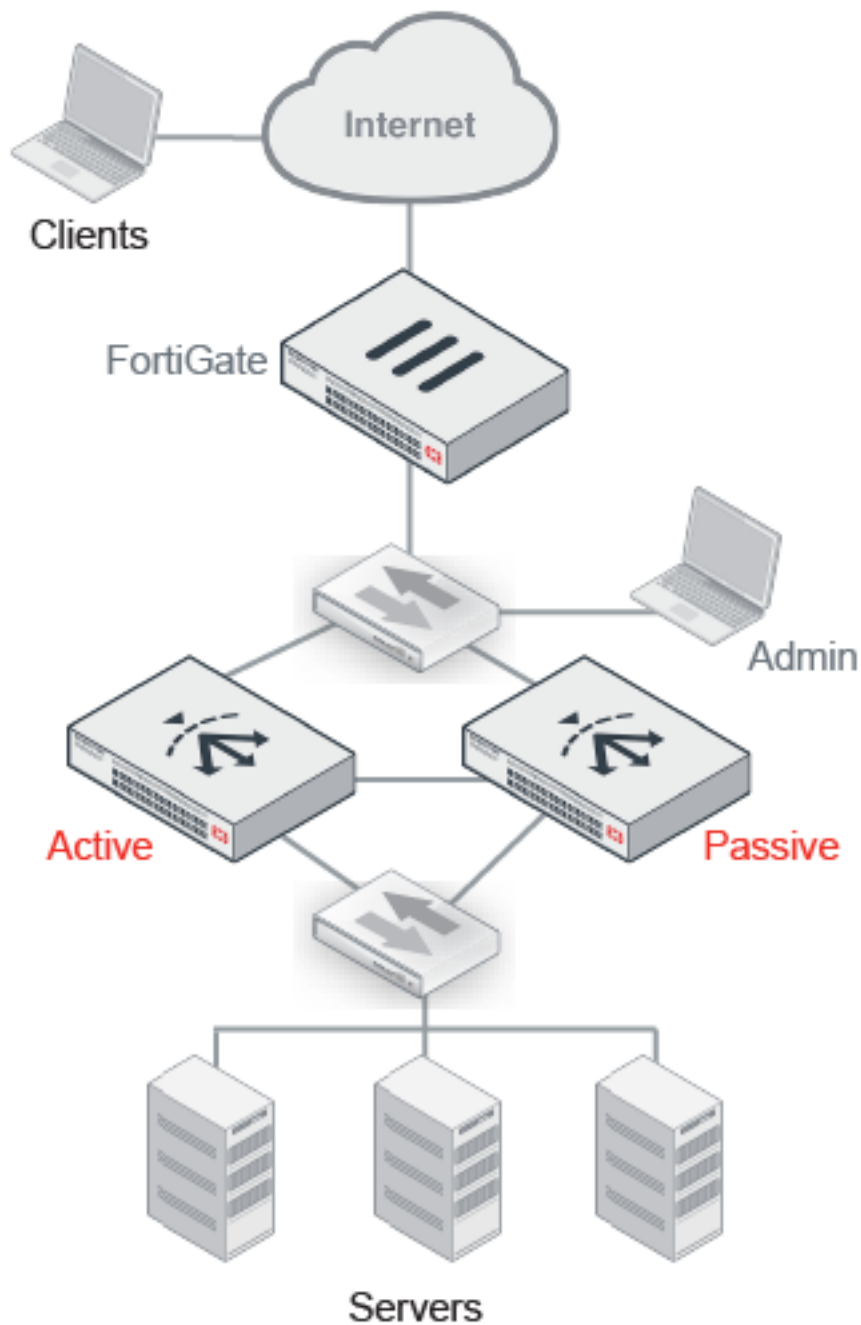 Internet
Clients
FortiGate
Admin
Active
Passive
Servers